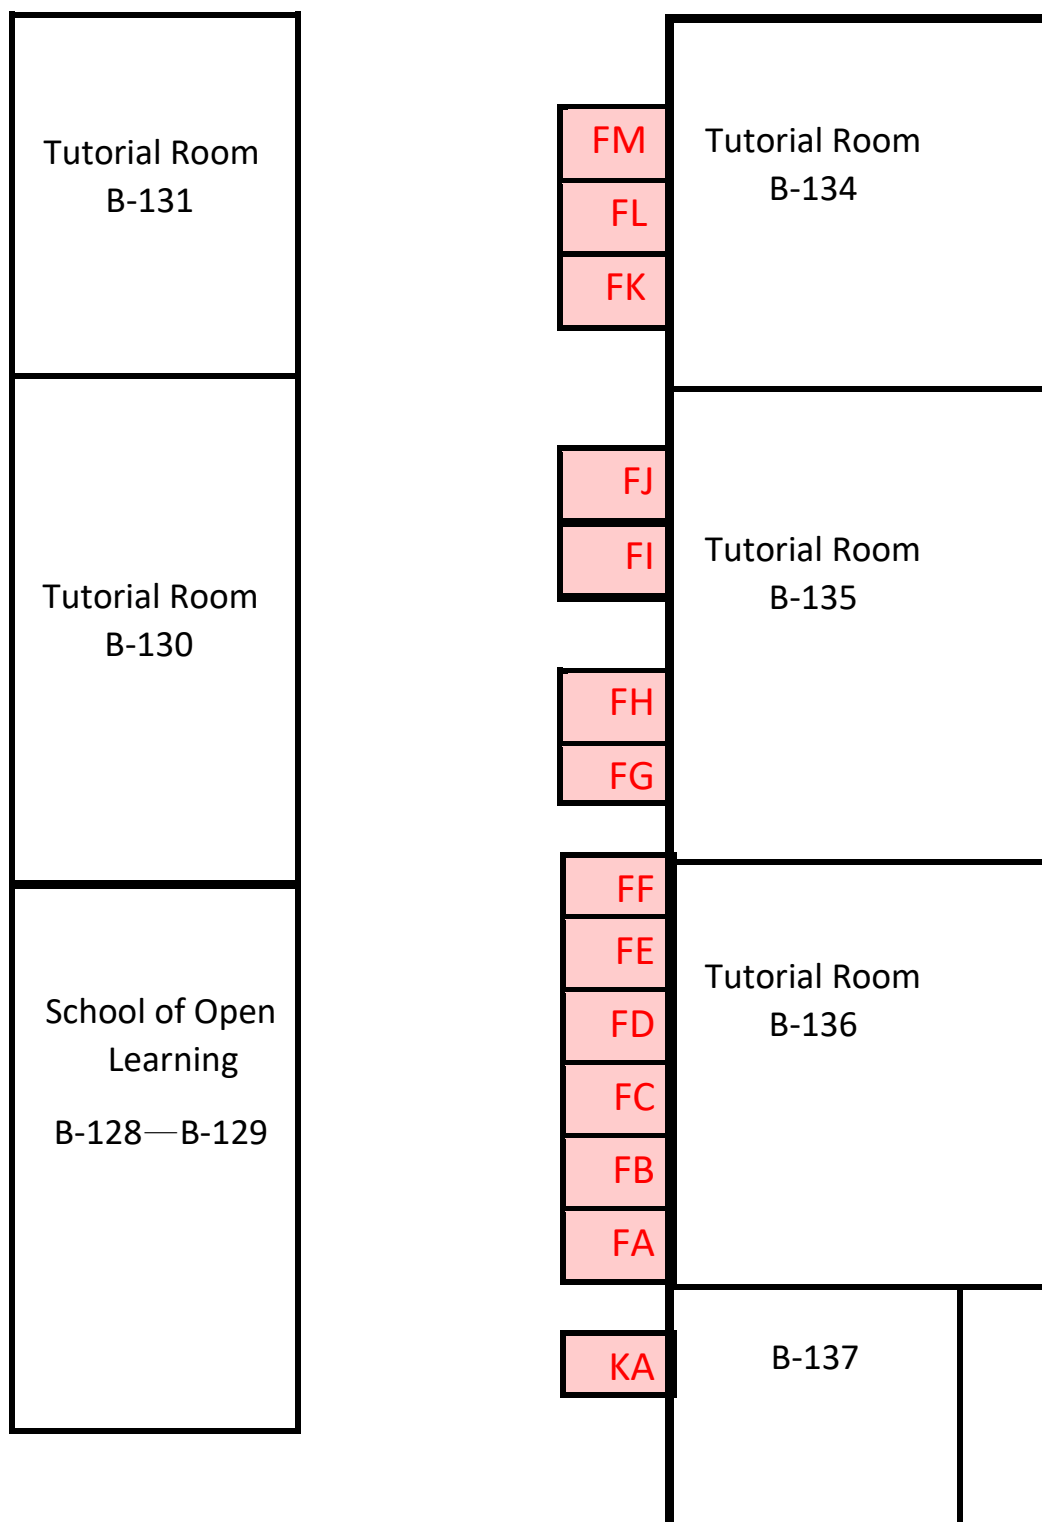 Tutorial Room
B-131
Tutorial Room
B-130
School of Open
Learning
B-128—B-129
FM
FL
FK
FJ
FI
FH
FG
FF
FE
FD
FC
FB
FA
KA
Tutorial Room
B-134
Tutorial Room
B-135
Tutorial Room
B-136
B-137